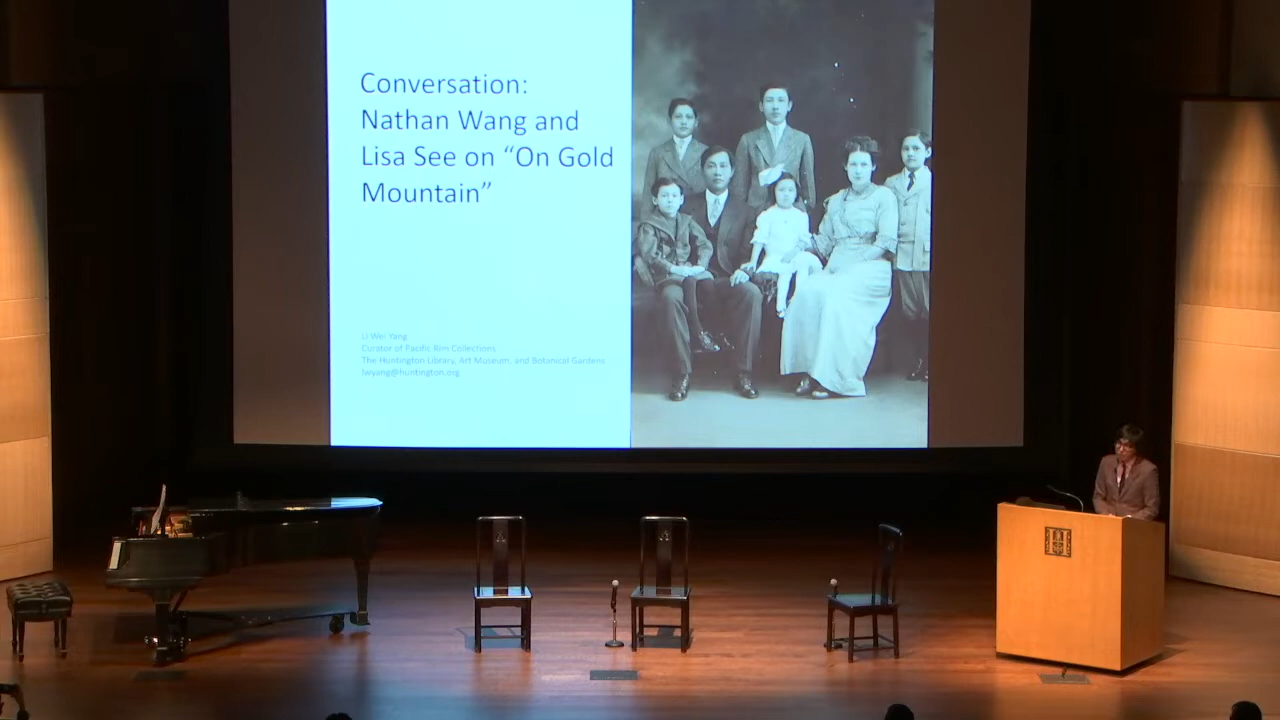 Conversation:
Nathan Wang and
Lisa See on “On Gold
Mountain”
Li Wei Yang
Curator of Pacific Rim Collections
The Huntington Library, Art Museum, and Botanical Gardens
lwyang@huntington.org
H